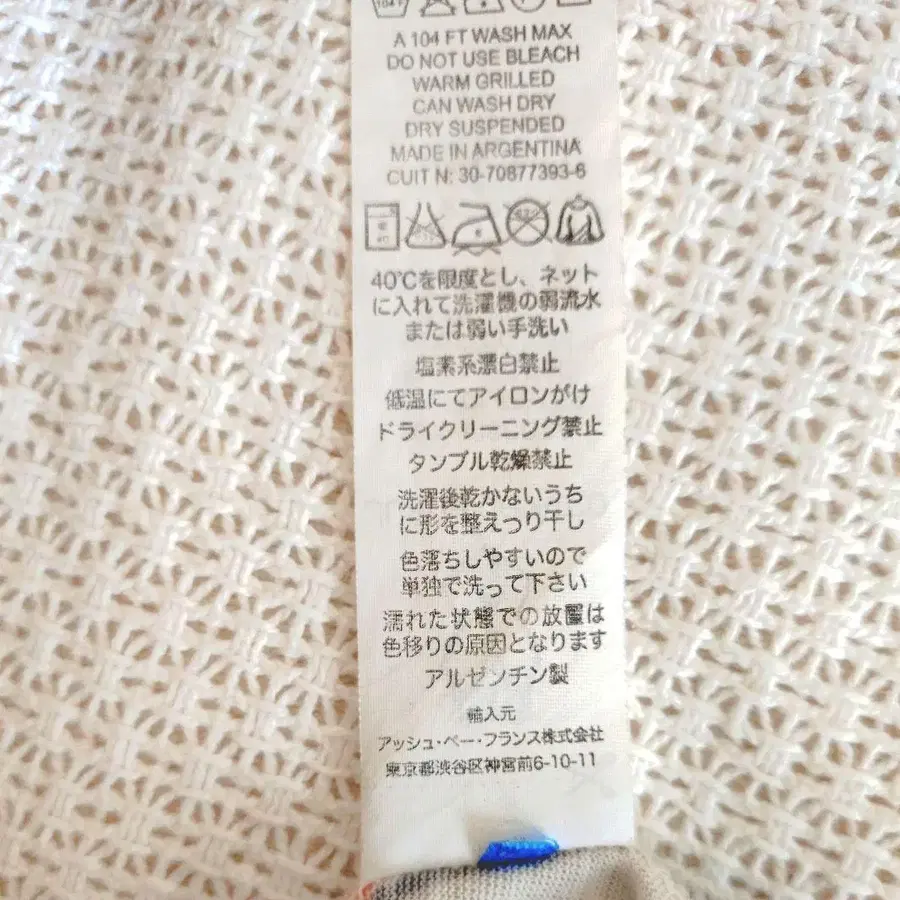 A 104 FT WASH MAX
DO NOT USE BLEACH
WARM GRILLED
CAN WASH DRY
DRY SUSPENDED
MADE IN ARGENTINA
CUIT N: 30-70877393-6
40℃を限度とし、ネット
に入れて洗濯機の弱流水
または弱い手洗い
塩素系漂白禁止
低温にてアイロンがけ
ドライクリーニング禁止
タンブル乾燥禁止
洗濯後乾かないうち
に形を整えつり干し
色落ちしやすいので
単独で洗って下さい
濡れた状態での放置は
色移りの原因となります
アルゼンチン製
輸入元
アッシュ・ペー・フランス株式会社
東京都渋谷区神宮前6-10-11